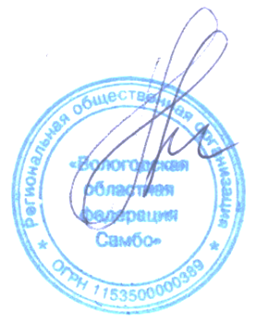 Региональная общественная организация
«Вологодская
областная
федерация
Самбо»
* ОГРН 1153500000389 *